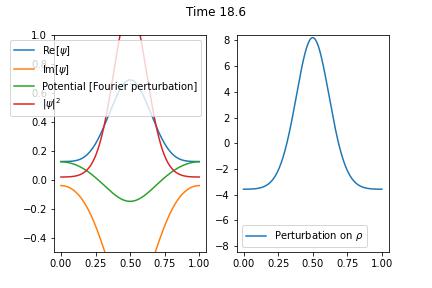 Time 18.6
1.0
0.8
0.6
0.4
0.2
0.0
−0.2
−0.4
0.00 0.25 0.50 0.75 1.00
Re[ψ]
Im[ψ]
Potential [Fourier perturbation]
|ψ|²
8
6
4
2
0
−2
−4
−6
−8
0.00 0.25 0.50 0.75 1.00
Perturbation on ρ